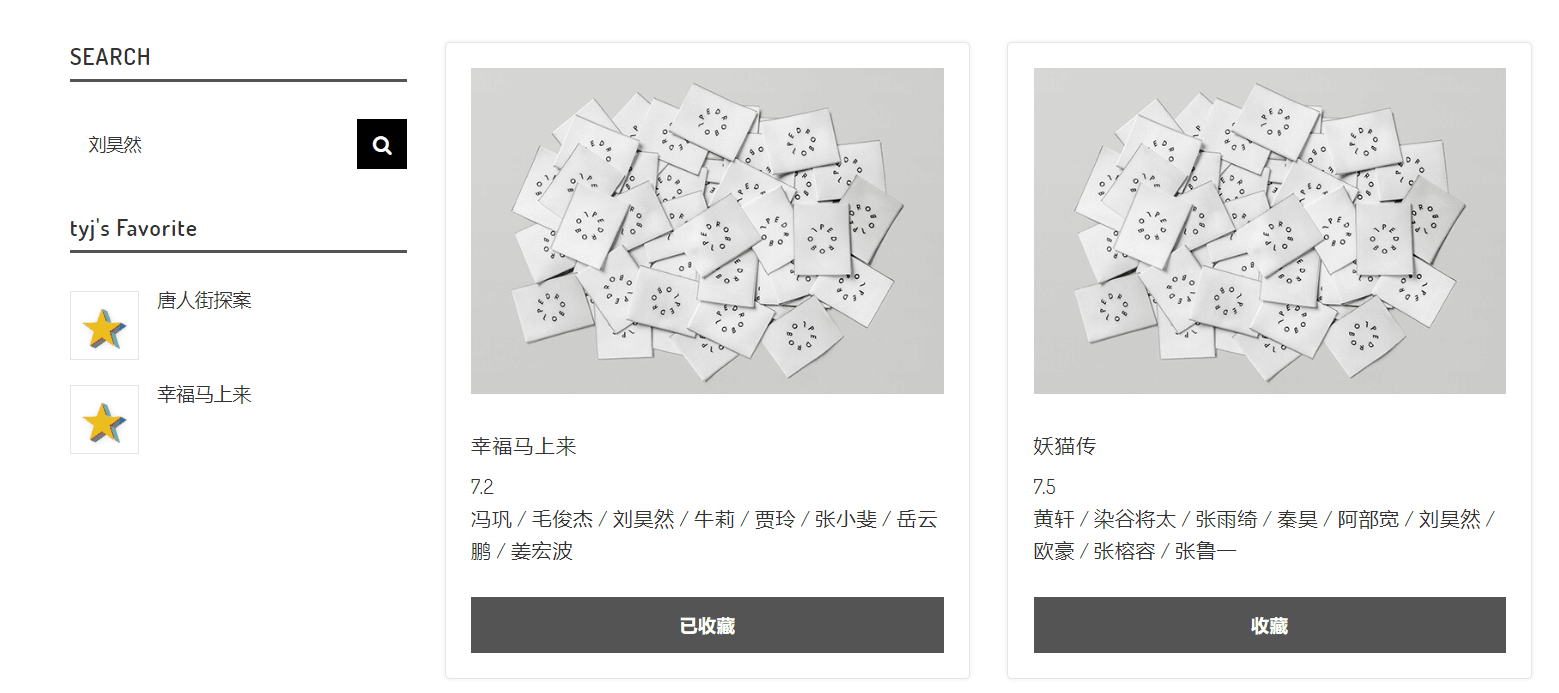 SEARCH
刘昊然
tyj's Favorite
唐人街探案
幸福马上来
幸福马上来
7.2
冯巩 / 毛俊杰 / 刘昊然 / 牛莉 / 贾玲 / 张小斐 / 岳云
鹏 / 姜宏波
已收藏
妖猫传
7.5
黄轩 / 染谷将太 / 张雨绮 / 秦昊 / 阿部宽 / 刘昊然 /
欧豪 / 张榕容 / 张鲁一
收藏